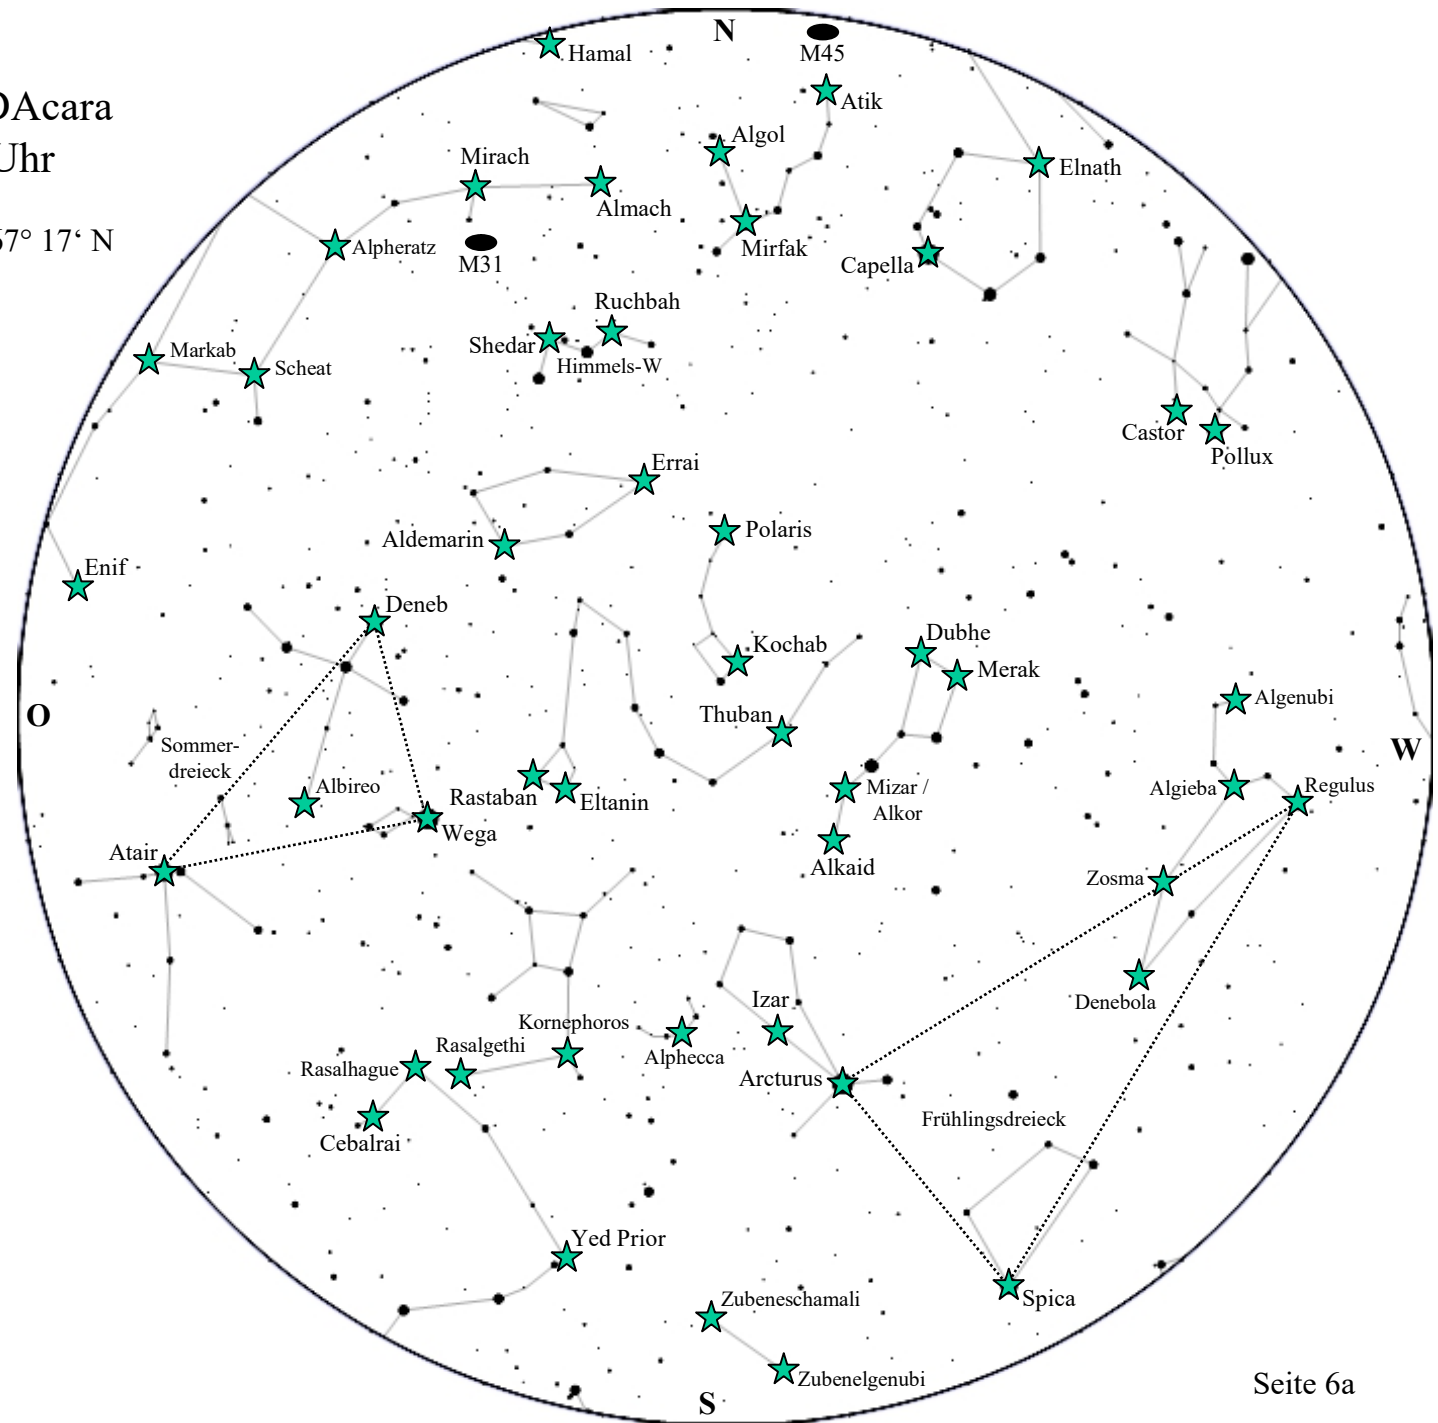 N
Hamal
M45
Atik
DAcara
Algol
Uhr
Mirach
Elnath
Almach
Mirfak
57° 17‘ N
Alpheratz
M31
Capella
Ruchbah
Shedar
Himmels-W
Markab
Scheat
Castor
Pollux
Errai
Polaris
Aldemarin
Enif
Deneb
Dubhe
Kochab
Merak
Algenubi
O
Thuban
W
Sommer-
dreieck
Albireo
Rastaban
Eltanin
Mizar /
Alkor
Algieba
Regulus
Wega
Atair
Alkaid
Zosma
Denebola
Izar
Kornephoros
Rasalgethi
Alphecca
Rasalhague
Arcturus
Frühlingsdreieck
Cebalrai
Yed Prior
Zubeneschamali
Spica
Zubenelgenubi
Seite 6a
S